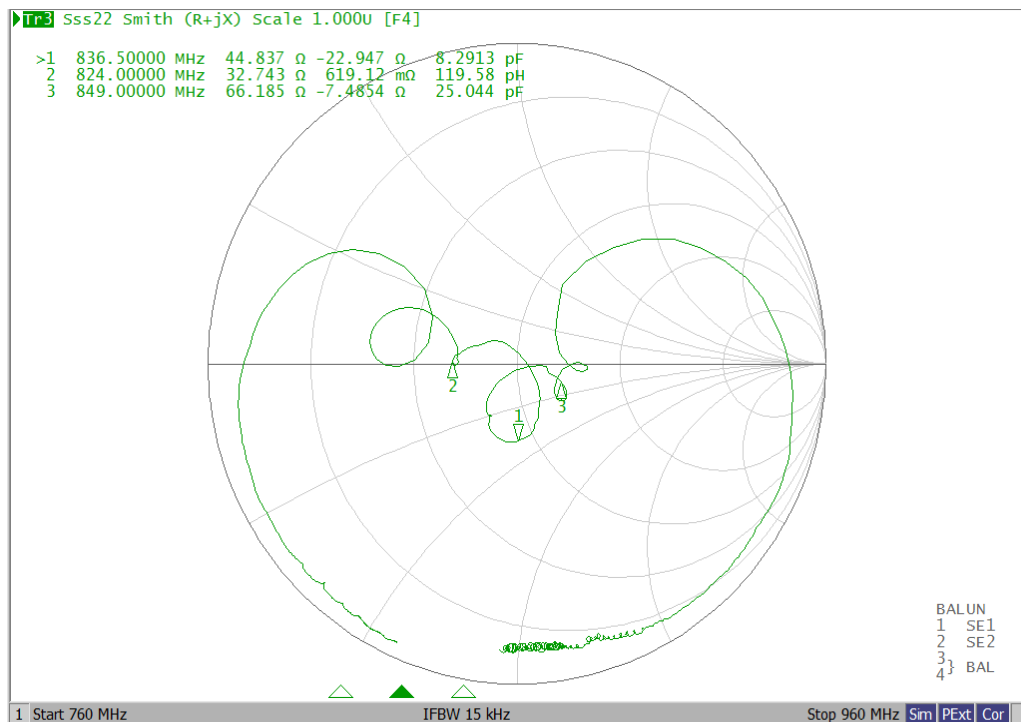 Tr3 Sss22 Smith (R+jX) Scale 1.000U [F4]
>1 836.50000 MHz 44.837 Ω -22.947 Ω 8.2913 pF
2 824.00000 MHz 32.743 Ω 619.12 mΩ 119.58 pH
3 849.00000 MHz 66.185 Ω -7.4854 Ω 25.044 pF
2
1
3
BALUN
1 SE1
2 SE2
3
4} BAL
1 Start 760 MHz IFBW 15 kHz Stop 960 MHz Sim PExt Cor